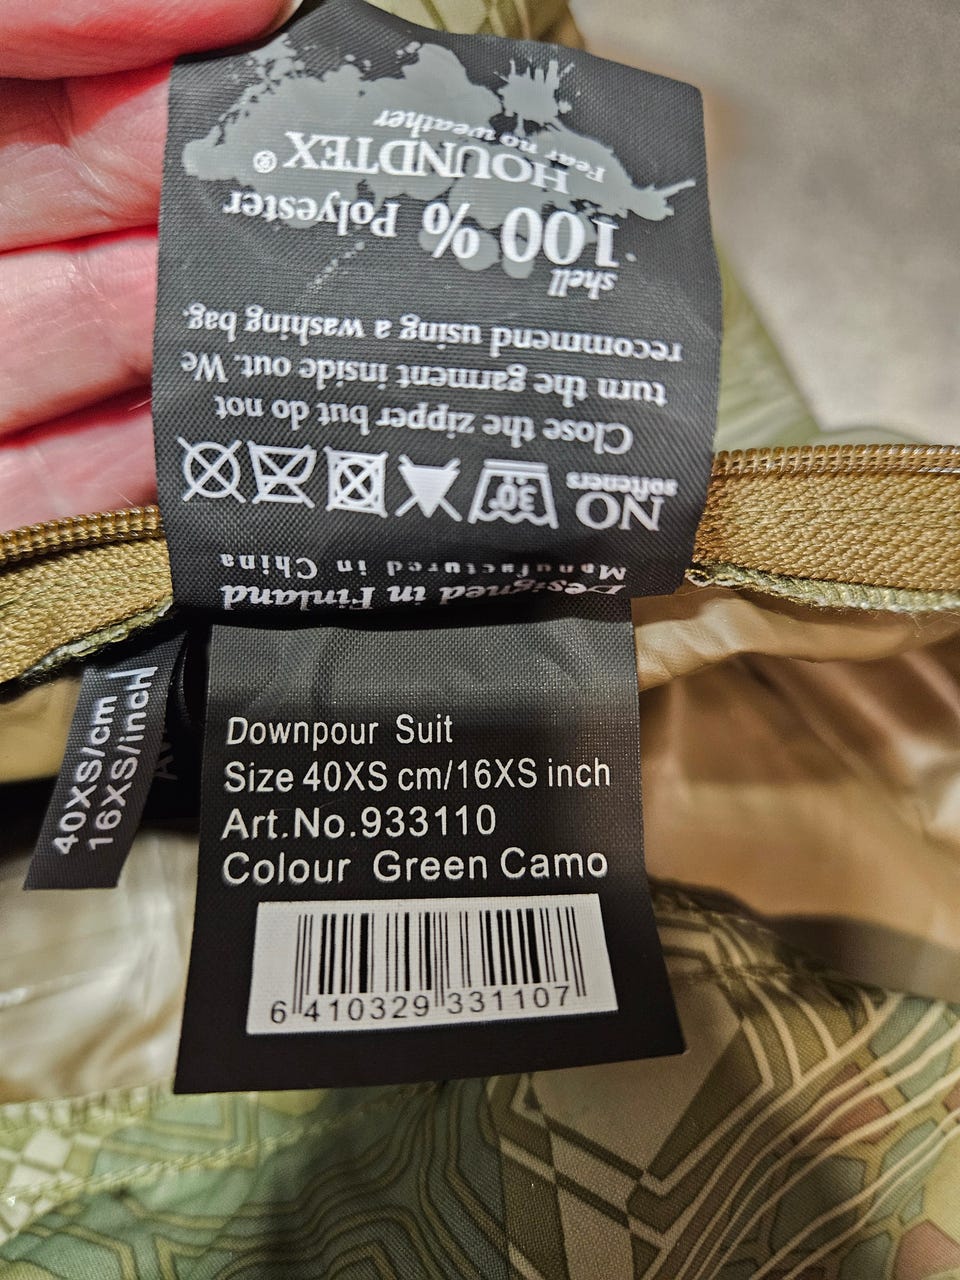 Fear no weather
HOUNDTEX®
100 % Polyester
shell
recommend using a washing bag.
turn the garment inside out. We
Close the zipper but do not
NO
softeners
30°
Manufactured in China
Designed in Finland
40XS/cm
16XS/inch
Downpour Suit
Size 40XS cm/16XS inch
Art.No.933110
Colour Green Camo
6 410329 331107